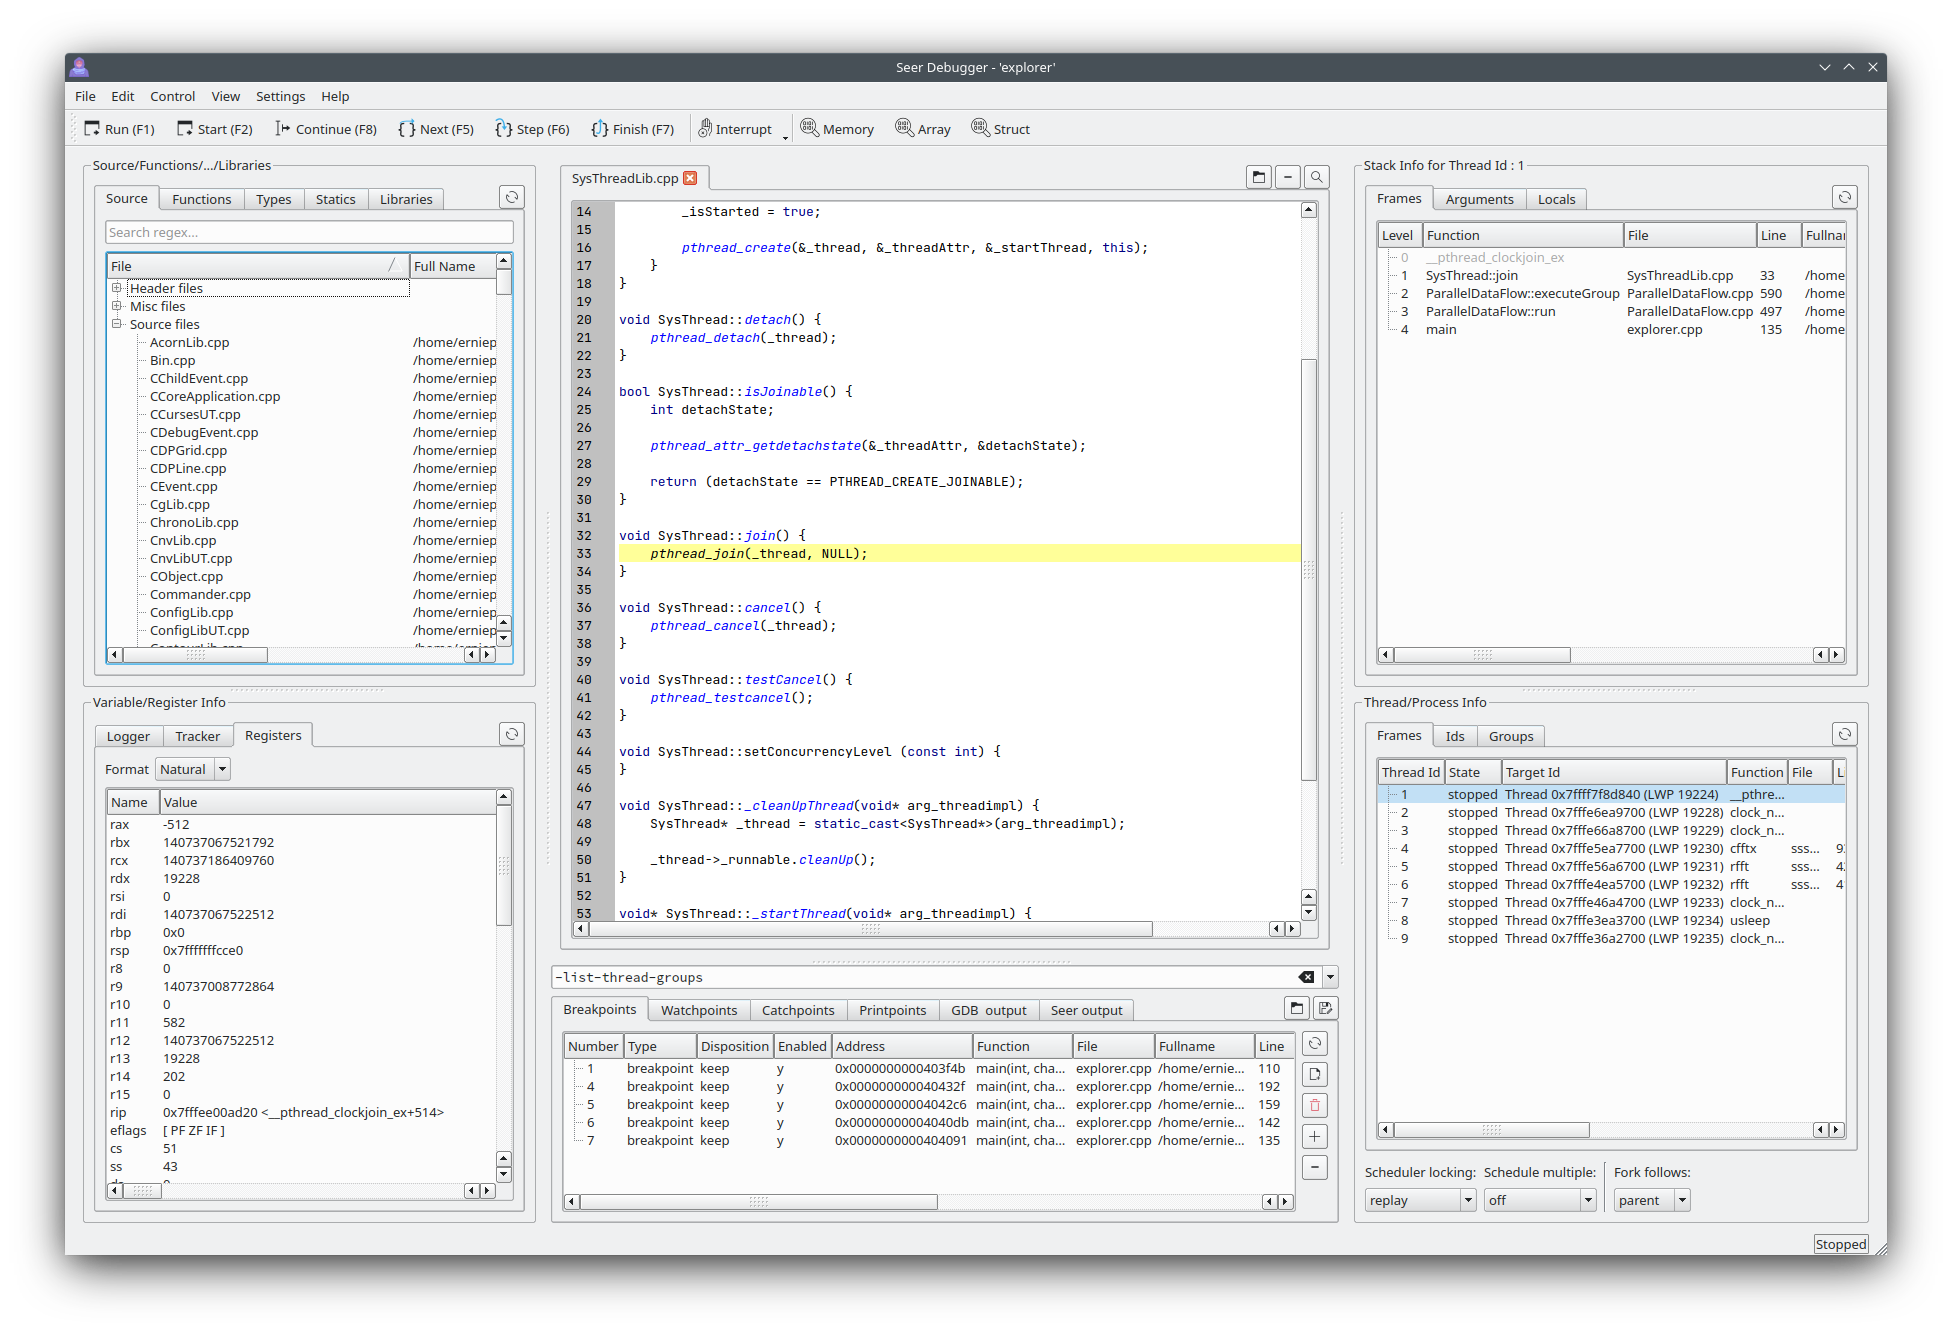 Seer Debugger - 'explorer'
File Edit Control View Settings Help
Run (F1) Start (F2) Continue (F8) Next (F5) Step (F6) Finish (F7) Interrupt Memory Array Struct
Source/Functions/.../Libraries
Source Functions Types Statics Libraries
Search regex...
File Full Name
Header files
Misc files
Source files
AcornLib.cpp /home/erniep
Bin.cpp /home/erniep
CChildEvent.cpp /home/erniep
CCoreApplication.cpp /home/erniep
CCursesUT.cpp /home/erniep
CDebugEvent.cpp /home/erniep
CDPGrid.cpp /home/erniep
CDPLine.cpp /home/erniep
CEvent.cpp /home/erniep
CgLib.cpp /home/erniep
ChronoLib.cpp /home/erniep
CnvLib.cpp /home/erniep
CnvLibUT.cpp /home/erniep
CObject.cpp /home/erniep
Commander.cpp /home/erniep
ConfigLib.cpp /home/erniep
ConfigLibUT.cpp /home/erniep
Variable/Register Info
Logger Tracker Registers
Format Natural
Name Value
rax -512
rbx 140737067521792
rcx 140737186409760
rdx 19228
rsi 0
rdi 140737067522512
rbp 0x0
rsp 0x7fffffffcce0
r8 0
r9 140737008772864
r10 0
r11 582
r12 140737067522512
r13 19228
r14 202
r15 0
rip 0x7fffee00ad20 <__pthread_clockjoin_ex+514>
eflags [ PF ZF IF ]
cs 51
ss 43
SysThreadLib.cpp
14 _isStarted = true;
15
16 pthread_create(&_thread, &_threadAttr, &_startThread, this);
17 }
18 }
19
20 void SysThread::detach() {
21 pthread_detach(_thread);
22 }
23
24 bool SysThread::isJoinable() {
25 int detachState;
26
27 pthread_attr_getdetachstate(&_threadAttr, &detachState);
28
29 return (detachState == PTHREAD_CREATE_JOINABLE);
30 }
31
32 void SysThread::join() {
33 pthread_join(_thread, NULL);
34 }
35
36 void SysThread::cancel() {
37 pthread_cancel(_thread);
38 }
39
40 void SysThread::testCancel() {
41 pthread_testcancel();
42 }
43
44 void SysThread::setConcurrencyLevel (const int) {
45 }
46
47 void SysThread::_cleanUpThread(void* arg_threadimpl) {
48 SysThread* _thread = static_cast<SysThread*>(arg_threadimpl);
49
50 _thread->_runnable.cleanUp();
51 }
52
53 void* SysThread::_startThread(void* arg_threadimpl) {
-list-thread-groups
Breakpoints Watchpoints Catchpoints Printpoints GDB output Seer output
Number Type Disposition Enabled Address Function File Fullname Line
1 breakpoint keep y 0x0000000000403f4b main(int, cha... explorer.cpp /home/ernie... 110
4 breakpoint keep y 0x000000000040432f main(int, cha... explorer.cpp /home/ernie... 192
5 breakpoint keep y 0x00000000004042c6 main(int, cha... explorer.cpp /home/ernie... 159
6 breakpoint keep y 0x00000000004040db main(int, cha... explorer.cpp /home/ernie... 142
7 breakpoint keep y 0x0000000000404091 main(int, cha... explorer.cpp /home/ernie... 135
Stack Info for Thread Id : 1
Frames Arguments Locals
Level Function File Line Fullna
0 __pthread_clockjoin_ex
1 SysThread::join SysThreadLib.cpp 33 /home
2 ParallelDataFlow::executeGroup ParallelDataFlow.cpp 590 /home
3 ParallelDataFlow::run ParallelDataFlow.cpp 497 /home
4 main explorer.cpp 135 /home
Thread/Process Info
Frames Ids Groups
Thread Id State Target Id Function File L
1 stopped Thread 0x7ffff7f8d840 (LWP 19224) __pthre...
2 stopped Thread 0x7fffe6ea9700 (LWP 19228) clock_n...
3 stopped Thread 0x7fffe66a8700 (LWP 19229) clock_n...
4 stopped Thread 0x7fffe5ea7700 (LWP 19230) cfftx sss... 9
5 stopped Thread 0x7fffe56a6700 (LWP 19231) rfft sss... 4
6 stopped Thread 0x7fffe4ea5700 (LWP 19232) rfft sss... 4
7 stopped Thread 0x7fffe46a4700 (LWP 19233) clock_n...
8 stopped Thread 0x7fffe3ea3700 (LWP 19234) usleep
9 stopped Thread 0x7fffe36a2700 (LWP 19235) clock_n...
Scheduler locking: Schedule multiple: Fork follows:
replay off parent
Stopped